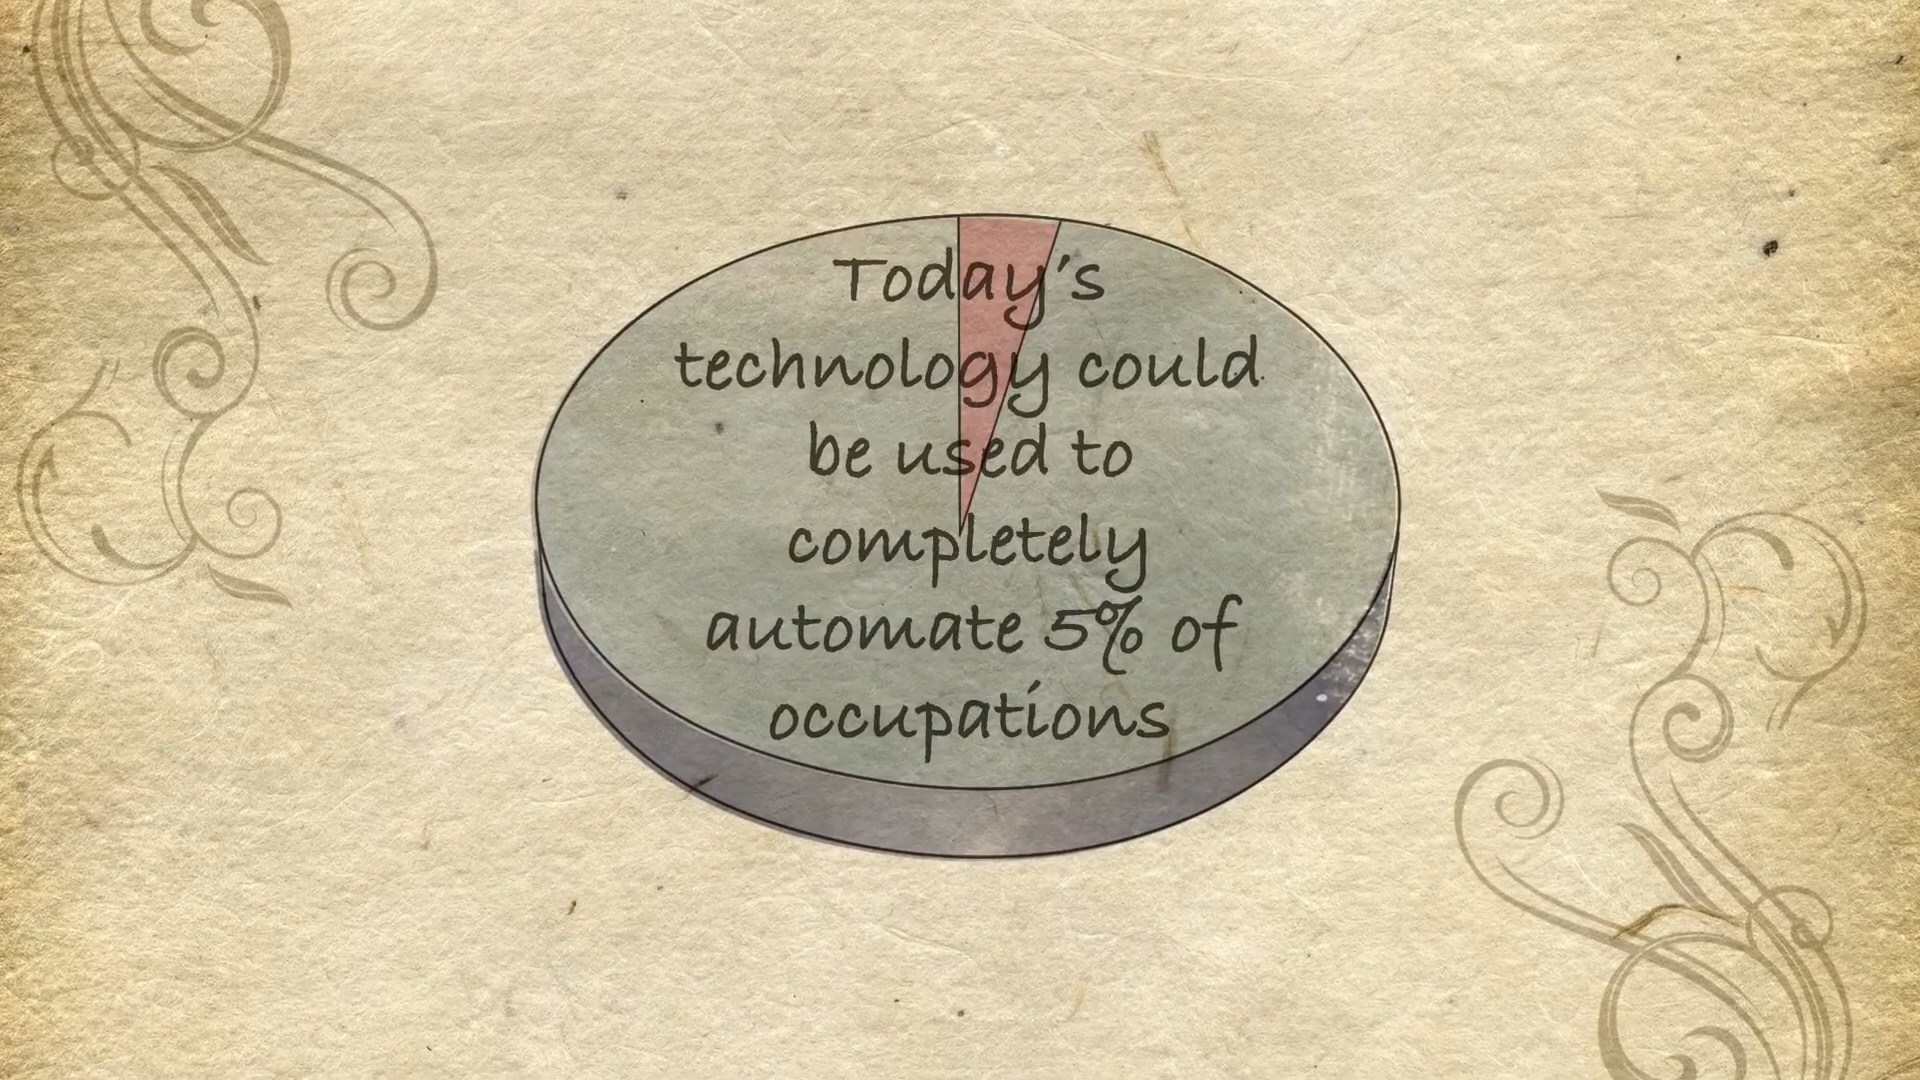 Today's
technology could
be used to
completely
automate 5% of
occupations